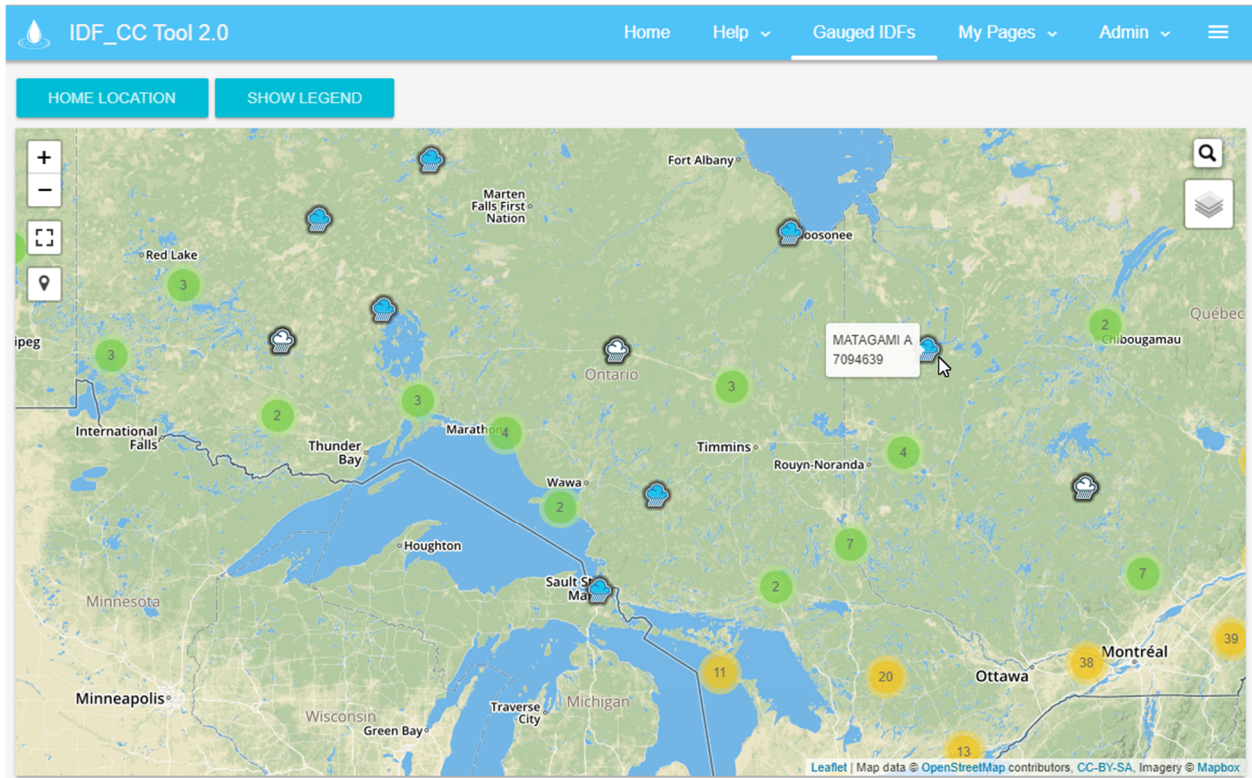 IDF_CC Tool 2.0
Home
Help
Gauged IDFs
My Pages
Admin
HOME LOCATION
SHOW LEGEND
+
−
Fort Albany
Marten
Falls First
Nation
oosonee
Red Lake
3
Québec
ipeg
3
MATAGAMI A
7094639
2
Chibougamau
Ontario
3
3
2
Marathon
4
International
Falls
Thunder
Bay
Timmins
4
Rouyn-Noranda
Wawa
2
7
Houghton
Sault St
Ma
2
7
Minnesota
39
Montréal
38
11
20
Ottawa
Minneapolis
Michigan
Traverse
City
Wisconsin
Green Bay
13
Leaflet | Map data © OpenStreetMap contributors, CC-BY-SA, Imagery © Mapbox